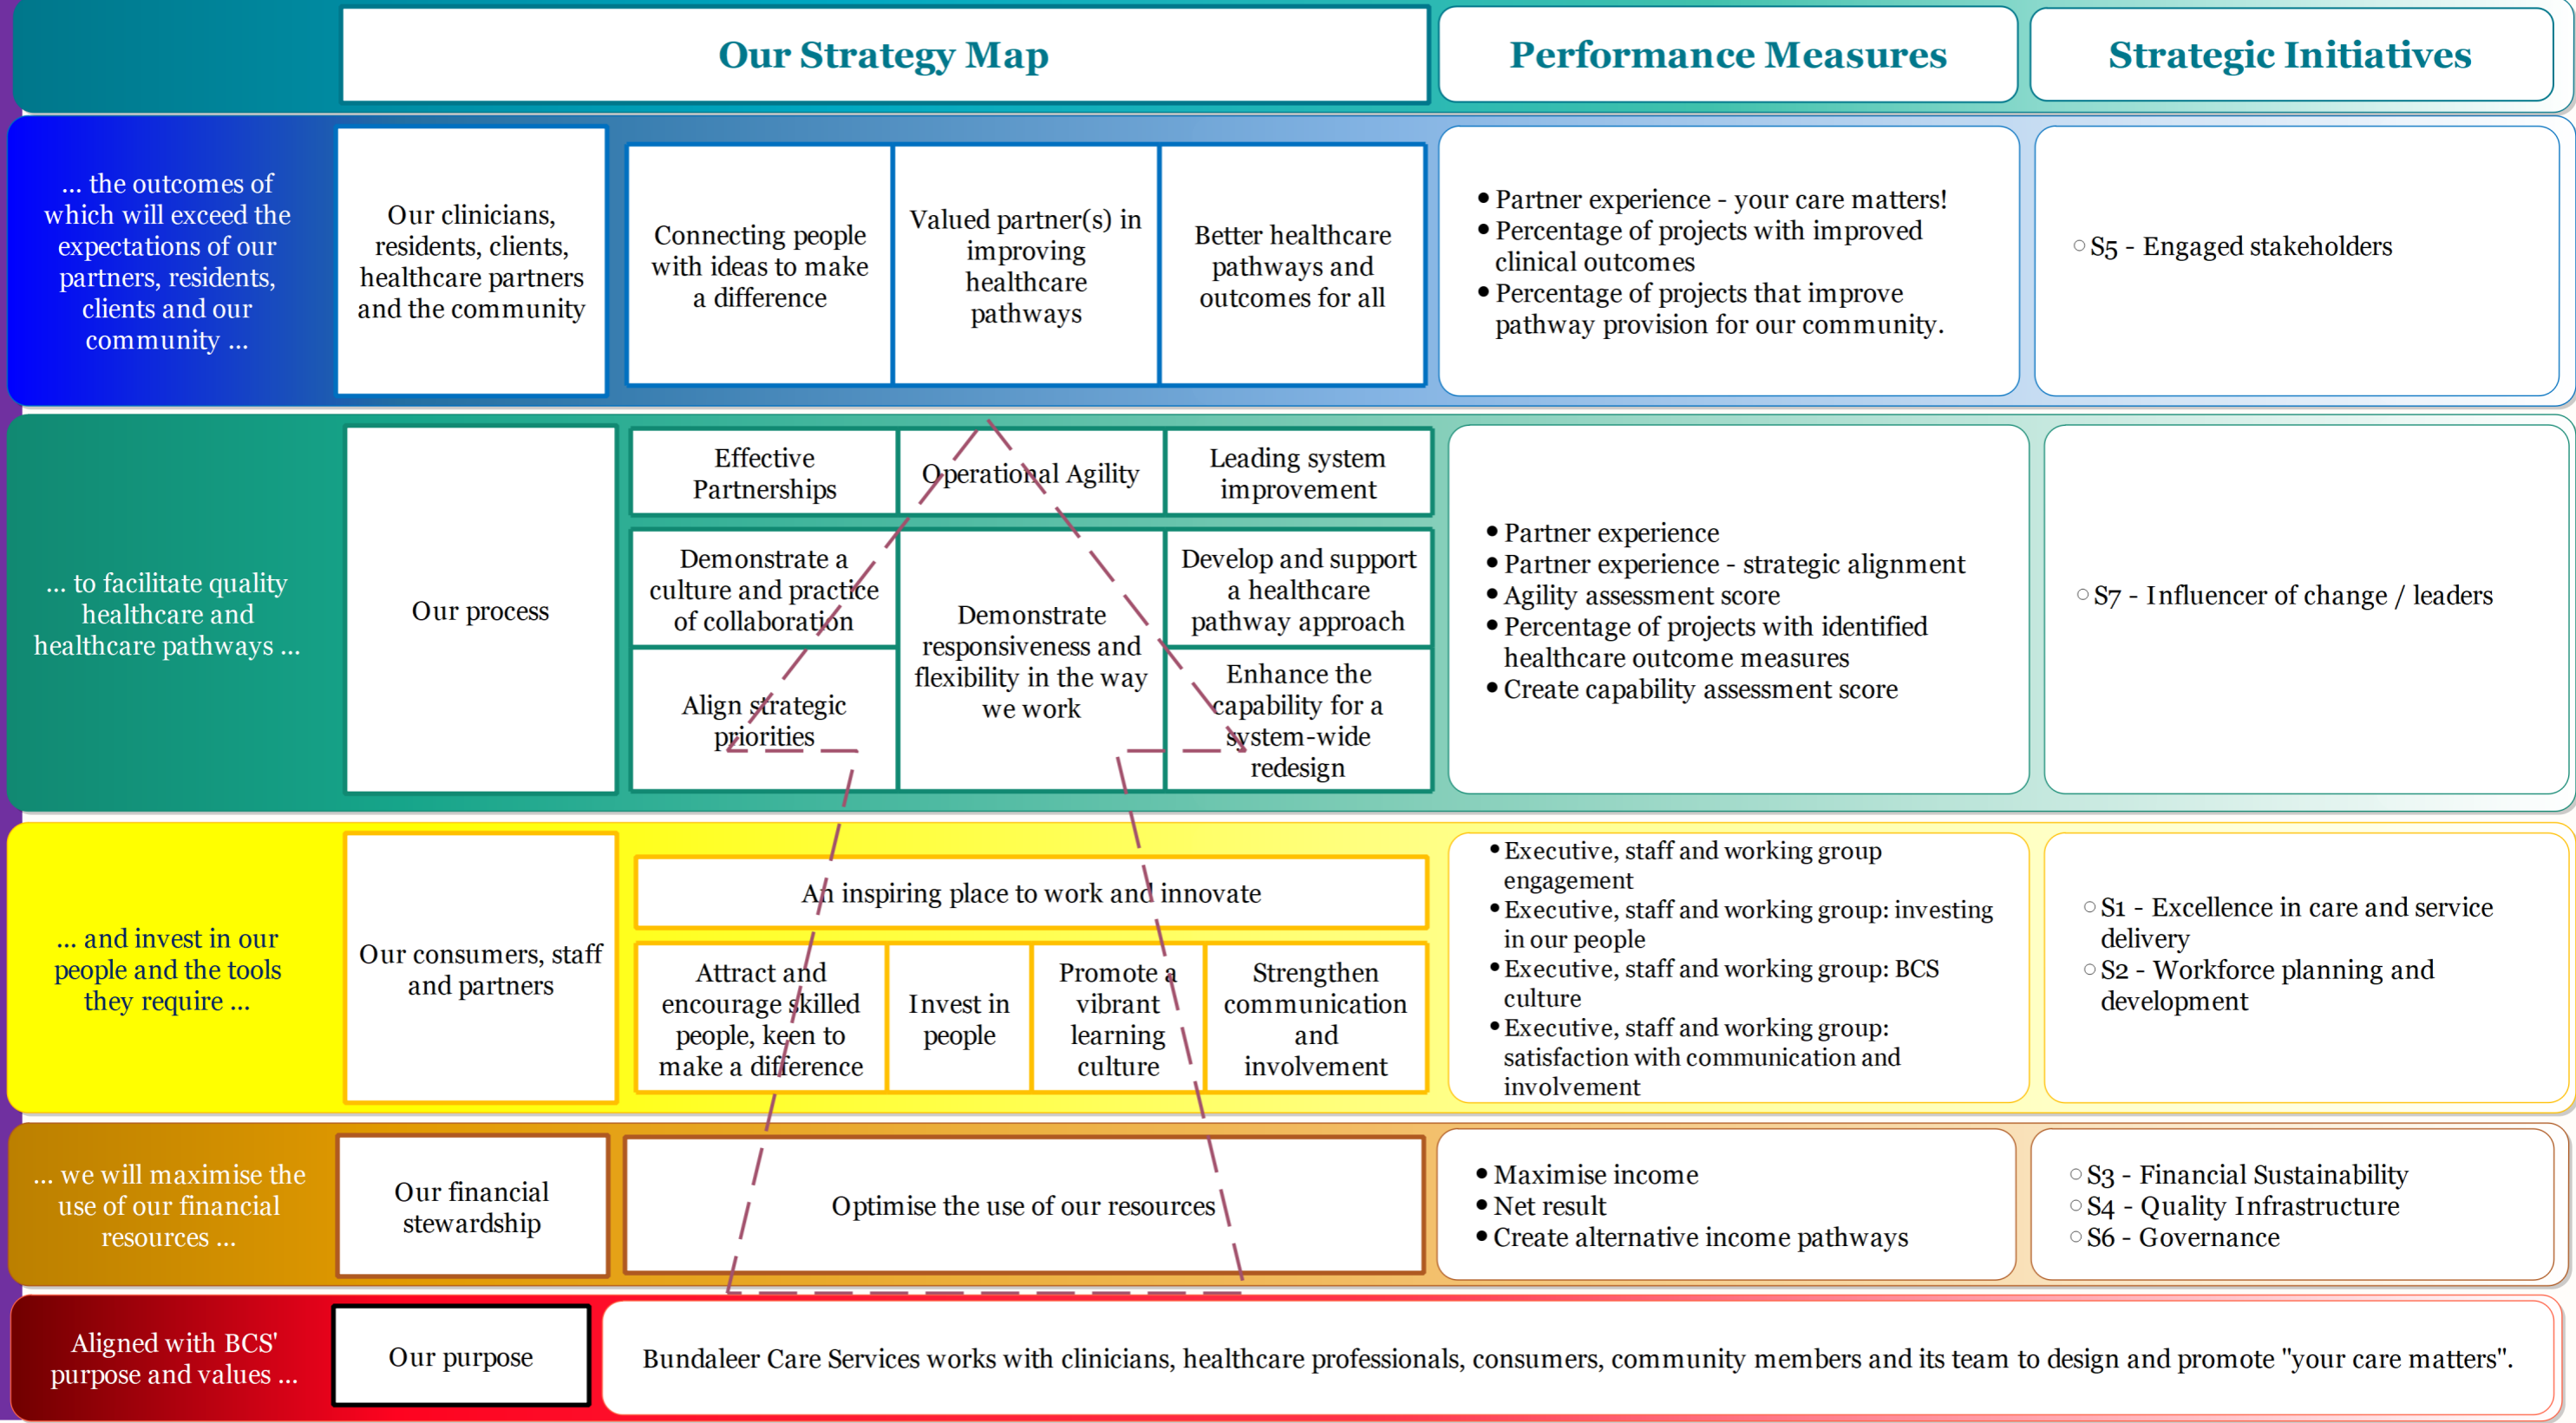 Our Strategy Map
Performance Measures
Strategic Initiatives
... the outcomes of
which will exceed the
expectations of our
partners, residents,
clients and our
community ...
Our clinicians,
residents, clients,
healthcare partners
and the community
Connecting people
with ideas to make
a difference
Valued partner(s) in
improving
healthcare
pathways
Better healthcare
pathways and
outcomes for all
• Partner experience - your care matters!
• Percentage of projects with improved
clinical outcomes
• Percentage of projects that improve
pathway provision for our community.
○ S5 - Engaged stakeholders
... to facilitate quality
healthcare and
healthcare pathways ...
Our process
Effective
Partnerships
Operational Agility
Leading system
improvement
Demonstrate a
culture and practice
of collaboration
Align strategic
priorities
Demonstrate
responsiveness and
flexibility in the way
we work
Develop and support
a healthcare
pathway approach
Enhance the
capability for a
system-wide
redesign
• Partner experience
• Partner experience - strategic alignment
• Agility assessment score
• Percentage of projects with identified
healthcare outcome measures
• Create capability assessment score
○ S7 - Influencer of change / leaders
... and invest in our
people and the tools
they require ...
Our consumers, staff
and partners
An inspiring place to work and innovate
Attract and
encourage skilled
people, keen to
make a difference
Invest in
people
Promote a
vibrant
learning
culture
Strengthen
communication
and
involvement
• Executive, staff and working group
engagement
• Executive, staff and working group: investing
in our people
• Executive, staff and working group: BCS
culture
• Executive, staff and working group:
satisfaction with communication and
involvement
○ S1 - Excellence in care and service
delivery
○ S2 - Workforce planning and
development
... we will maximise the
use of our financial
resources ...
Our financial
stewardship
Optimise the use of our resources
• Maximise income
• Net result
• Create alternative income pathways
○ S3 - Financial Sustainability
○ S4 - Quality Infrastructure
○ S6 - Governance
Aligned with BCS'
purpose and values ...
Our purpose
Bundaleer Care Services works with clinicians, healthcare professionals, consumers, community members and its team to design and promote "your care matters".